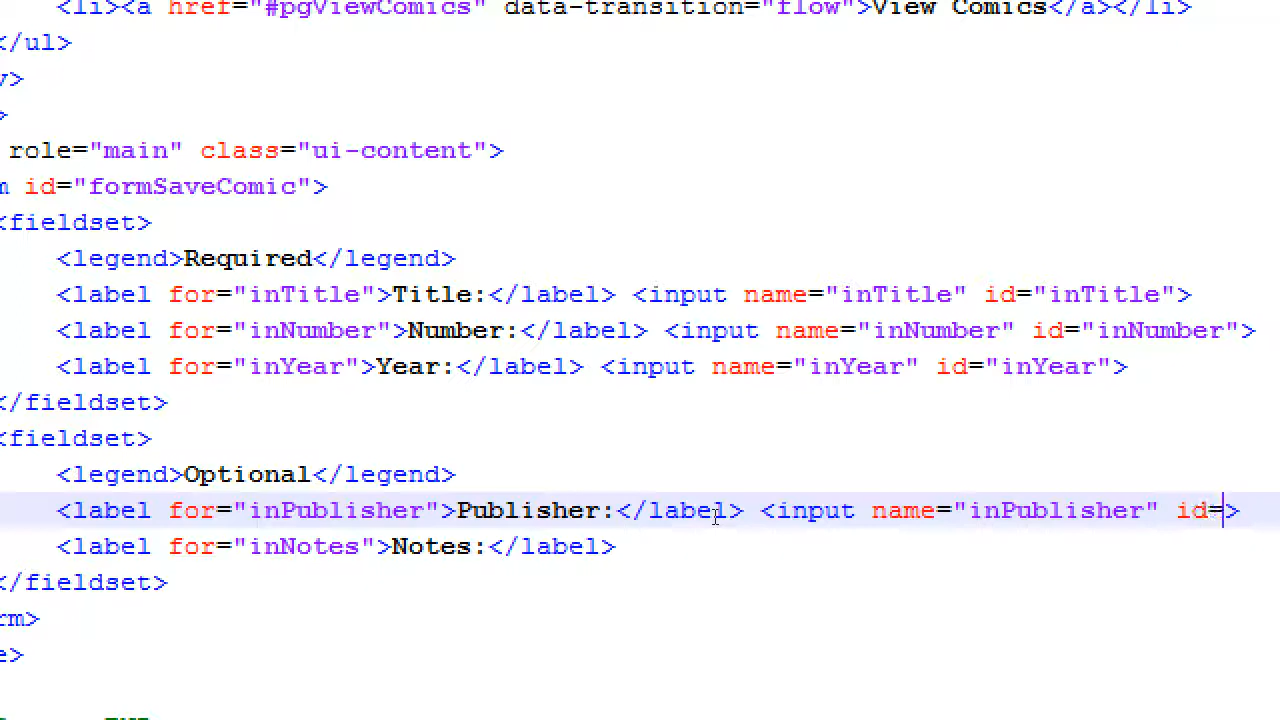 <li><a href="#pgViewComics" data-transition="flow">View Comics</a></li>
</ul>
v>
>
role="main" class="ui-content">
m id="formSaveComic">
<fieldset>
<legend>Required</legend>
<label for="inTitle">Title:</label> <input name="inTitle" id="inTitle">
<label for="inNumber">Number:</label> <input name="inNumber" id="inNumber">
<label for="inYear">Year:</label> <input name="inYear" id="inYear">
</fieldset>
<fieldset>
<legend>Optional</legend>
<label for="inPublisher">Publisher:</label> <input name="inPublisher" id=>
<label for="inNotes">Notes:</label>
</fieldset>
rm>
e>